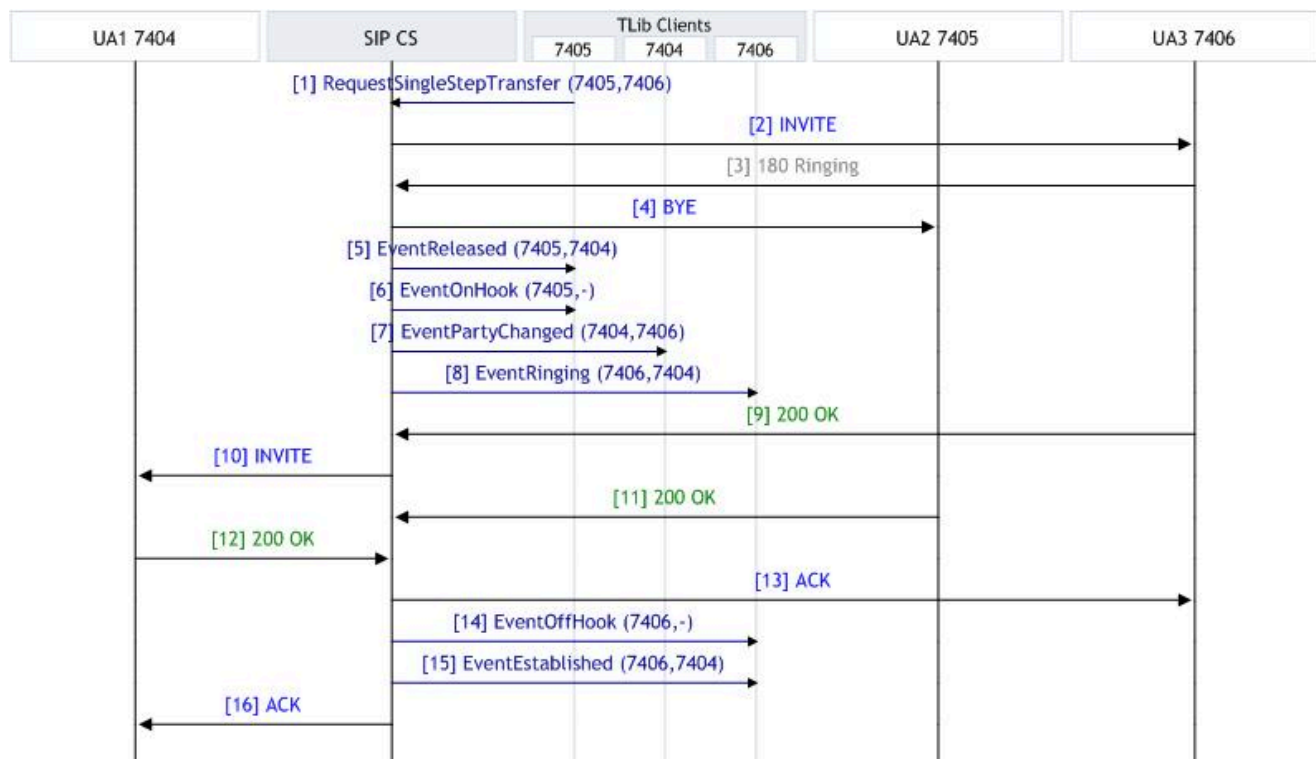 UA1 7404
SIP CS
TLib Clients
7405
7404
7406
UA2 7405
UA3 7406
[1] RequestSingleStepTransfer (7405,7406)
[2] INVITE
[3] 180 Ringing
[4] BYE
[5] EventReleased (7405,7404)
[6] EventOnHook (7405,-)
[7] EventPartyChanged (7404,7406)
[8] EventRinging (7406,7404)
[9] 200 OK
[10] INVITE
[11] 200 OK
[12] 200 OK
[13] ACK
[14] EventOffHook (7406,-)
[15] EventEstablished (7406,7404)
[16] ACK